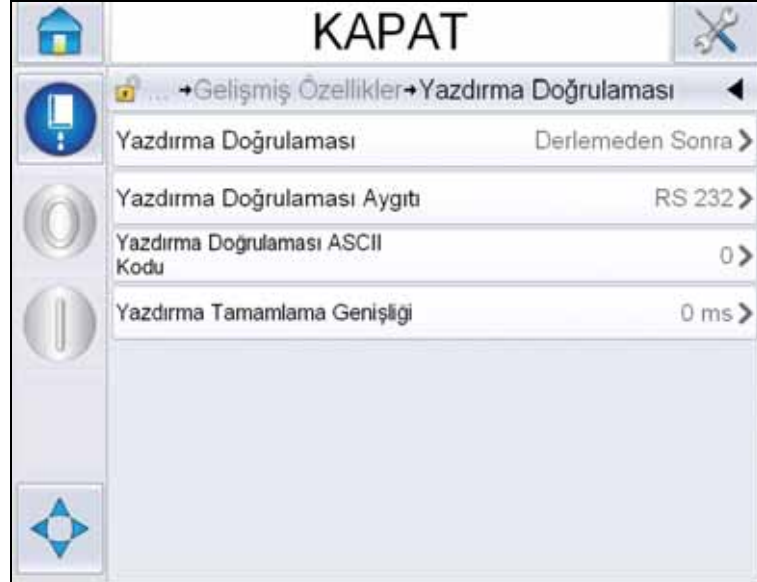 KAPAT
... →Gelişmiş Özellikler→Yazdırma Doğrulaması
Yazdırma Doğrulaması Derlemeden Sonra
Yazdırma Doğrulaması Aygıtı RS 232
Yazdırma Doğrulaması ASCII
Kodu 0
Yazdırma Tamamlama Genişliği 0 ms